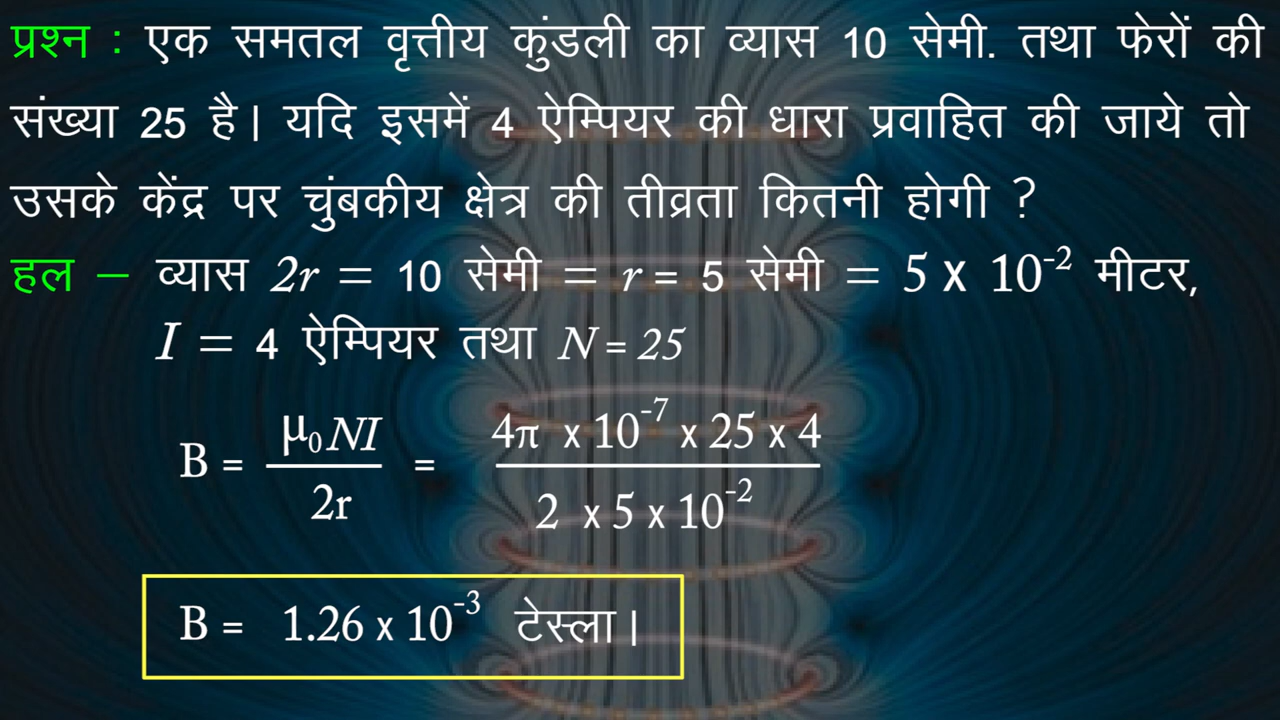 प्रश्न : एक समतल वृत्तीय कुंडली का व्यास 10 सेमी. तथा फेरों की
संख्या 25 है। यदि इसमें 4 ऐम्पियर की धारा प्रवाहित की जाये तो
उसके केंद्र पर चुंबकीय क्षेत्र की तीव्रता कितनी होगी ?
हल – व्यास 2r = 10 सेमी = r = 5 सेमी = 5 x 10⁻² मीटर,
I = 4 ऐम्पियर तथा N = 25
B = μ₀NI / 2r = 4π x 10⁻⁷ x 25 x 4 / 2 x 5 x 10⁻²
B = 1.26 x 10⁻³ टेस्ला।